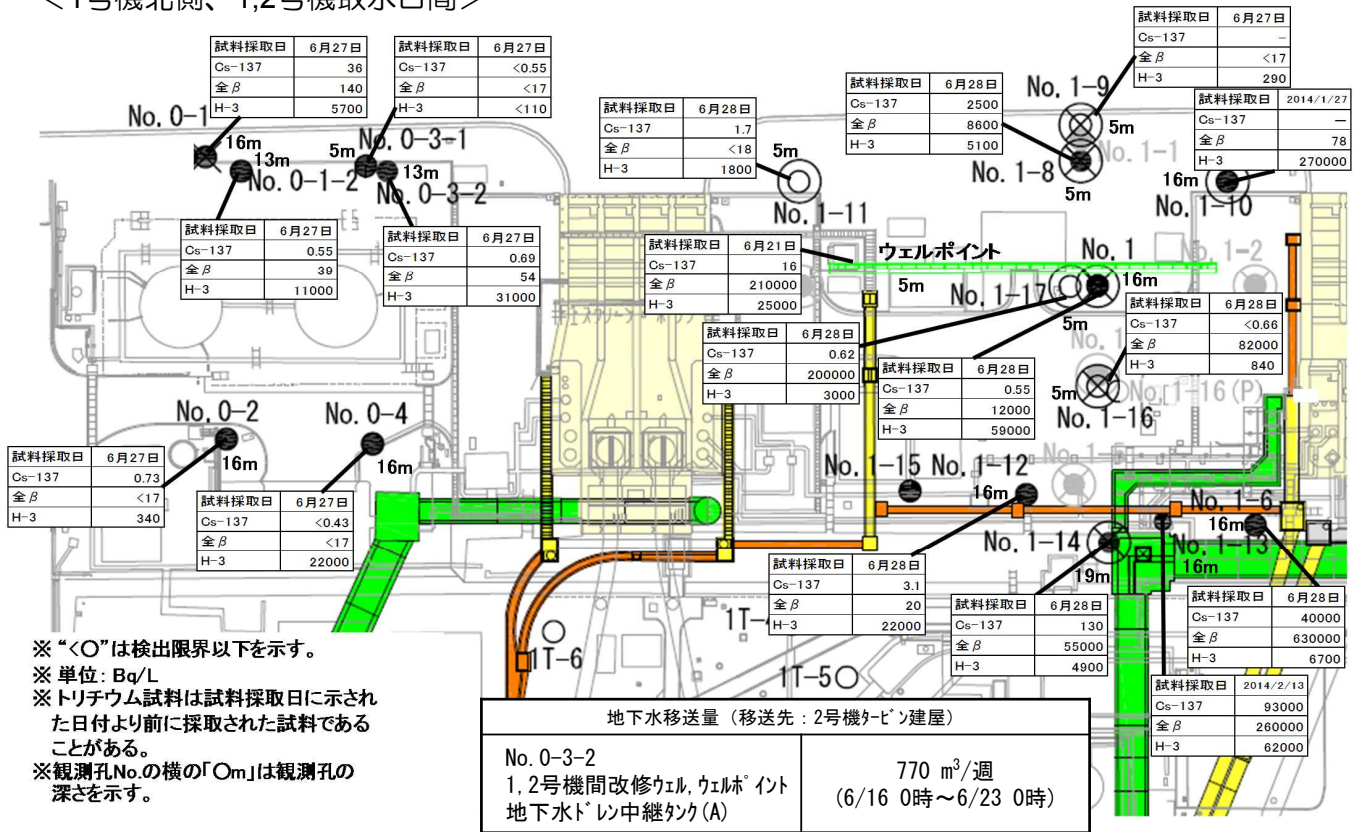 <1号機北側、1,2号機取水口間>
試料採取日 6月27日
Cs-137 36
全β 140
H-3 5700
試料採取日 6月27日
Cs-137 <0.55
全β <17
H-3 <110
試料採取日 6月28日
Cs-137 1.7
全β <18
H-3 1800
試料採取日 6月28日
Cs-137 2500
全β 8600
H-3 5100
試料採取日 6月27日
Cs-137 -
全β <17
H-3 290
試料採取日 2014/1/27
Cs-137 —
全β 78
H-3 270000
No. 0-1
16m
13m
No. 0-1-2
5m
No. 0-3-1
13m
No. 0-3-2
5m
No. 1-11
No. 1-9
5m
No. 1-1
No. 1-8
5m
16m
No. 1-10
試料採取日 6月27日
Cs-137 0.55
全β 39
H-3 11000
試料採取日 6月27日
Cs-137 0.69
全β 54
H-3 31000
試料採取日 6月21日
Cs-137 16
全β 210000
H-3 25000
ウェルポイント
5m
No. 1
16m
No. 1-2
No. 1-17
5m
試料採取日 6月28日
Cs-137 0.62
全β 200000
H-3 3000
試料採取日 6月28日
Cs-137 0.55
全β 12000
H-3 59000
試料採取日 6月28日
Cs-137 <0.66
全β 82000
H-3 840
5m
No. 1-16
No. 1-16(P)
No. 0-2
16m
No. 0-4
16m
試料採取日 6月27日
Cs-137 0.73
全β <17
H-3 340
試料採取日 6月27日
Cs-137 <0.43
全β <17
H-3 22000
No. 1-15
No. 1-12
16m
No. 1-6
16m
No. 1-14
19m
No. 1-13
16m
試料採取日 6月28日
Cs-137 3.1
全β 20
H-3 22000
試料採取日 6月28日
Cs-137 130
全β 55000
H-3 4900
試料採取日 6月28日
Cs-137 40000
全β 630000
H-3 6700
試料採取日 2014/2/13
Cs-137 93000
全β 260000
H-3 62000
1T-6
1T-5
※ “<○”は検出限界以下を示す。
※ 単位: Bq/L
※トリチウム試料は試料採取日に示され
た日付より前に採取された試料である
ことがある。
※観測孔No.の横の「○m」は観測孔の
深さを示す。
地下水移送量 (移送先:2号機タービン建屋)
No. 0-3-2
1,2号機間改修ウェル,ウェルポイント
地下水ドレン中継タンク(A)
770 m³/週
(6/16 0時~6/23 0時)